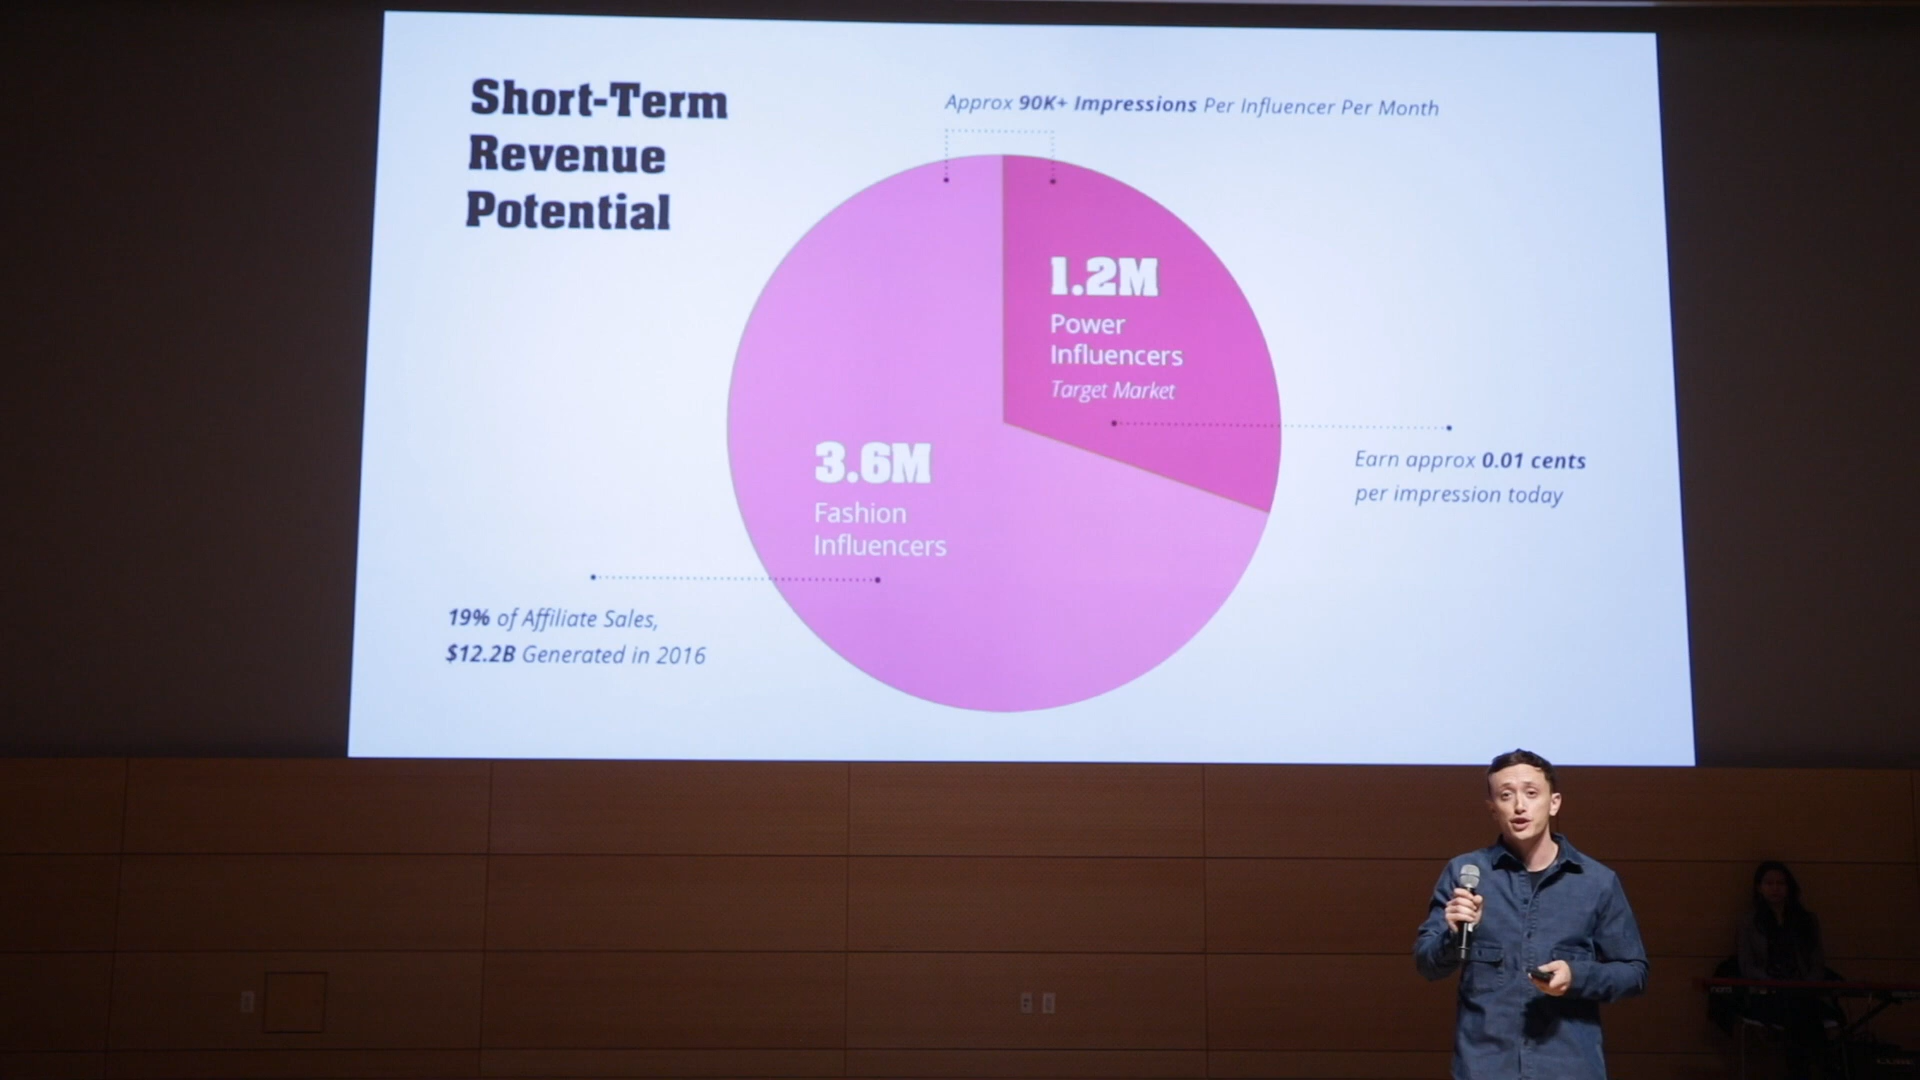 Short-Term
Revenue
Potential
Approx 90K+ Impressions Per Influencer Per Month
1.2M
Power
Influencers
Target Market
3.6M
Fashion
Influencers
Earn approx 0.01 cents
per impression today
19% of Affiliate Sales,
$12.2B Generated in 2016